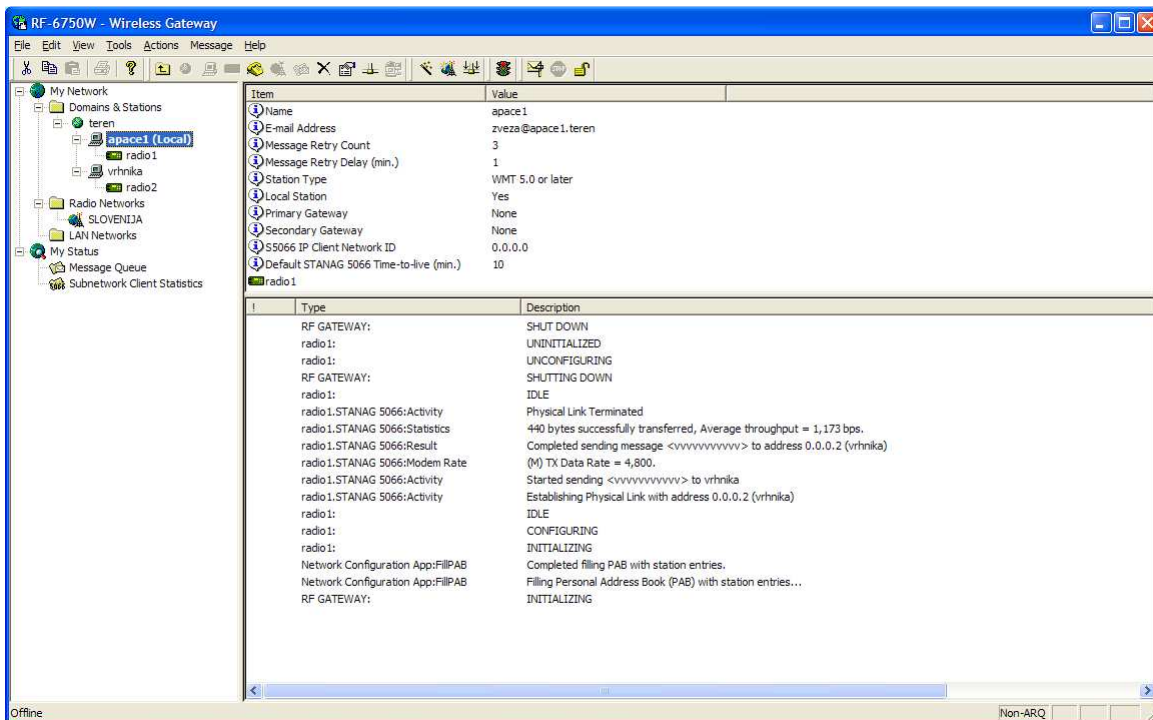 RF-6750W - Wireless Gateway
File Edit View Tools Actions Message Help
My Network
Domains & Stations
teren
apace1 (Local)
radio1
vrhnika
radio2
Radio Networks
SLOVENIJA
LAN Networks
My Status
Message Queue
Subnetwork Client Statistics
Item Value
Name apace1
E-mail Address zveza@apace1.teren
Message Retry Count 3
Message Retry Delay (min.) 1
Station Type WMT 5.0 or later
Local Station Yes
Primary Gateway None
Secondary Gateway None
S5066 IP Client Network ID 0.0.0.0
Default STANAG 5066 Time-to-live (min.) 10
radio1
! Type Description
RF GATEWAY: SHUT DOWN
radio1: UNINITIALIZED
radio1: UNCONFIGURING
RF GATEWAY: SHUTTING DOWN
radio1: IDLE
radio1.STANAG 5066:Activity Physical Link Terminated
radio1.STANAG 5066:Statistics 440 bytes successfully transferred, Average throughput = 1,173 bps.
radio1.STANAG 5066:Result Completed sending message <vvvvvvvvvvv> to address 0.0.0.2 (vrhnika)
radio1.STANAG 5066:Modem Rate (M) TX Data Rate = 4,800.
radio1.STANAG 5066:Activity Started sending <vvvvvvvvvvv> to vrhnika
radio1.STANAG 5066:Activity Establishing Physical Link with address 0.0.0.2 (vrhnika)
radio1: IDLE
radio1: CONFIGURING
radio1: INITIALIZING
Network Configuration App:FillPAB Completed filling PAB with station entries.
Network Configuration App:FillPAB Filling Personal Address Book (PAB) with station entries...
RF GATEWAY: INITIALIZING
Offline Non-ARQ